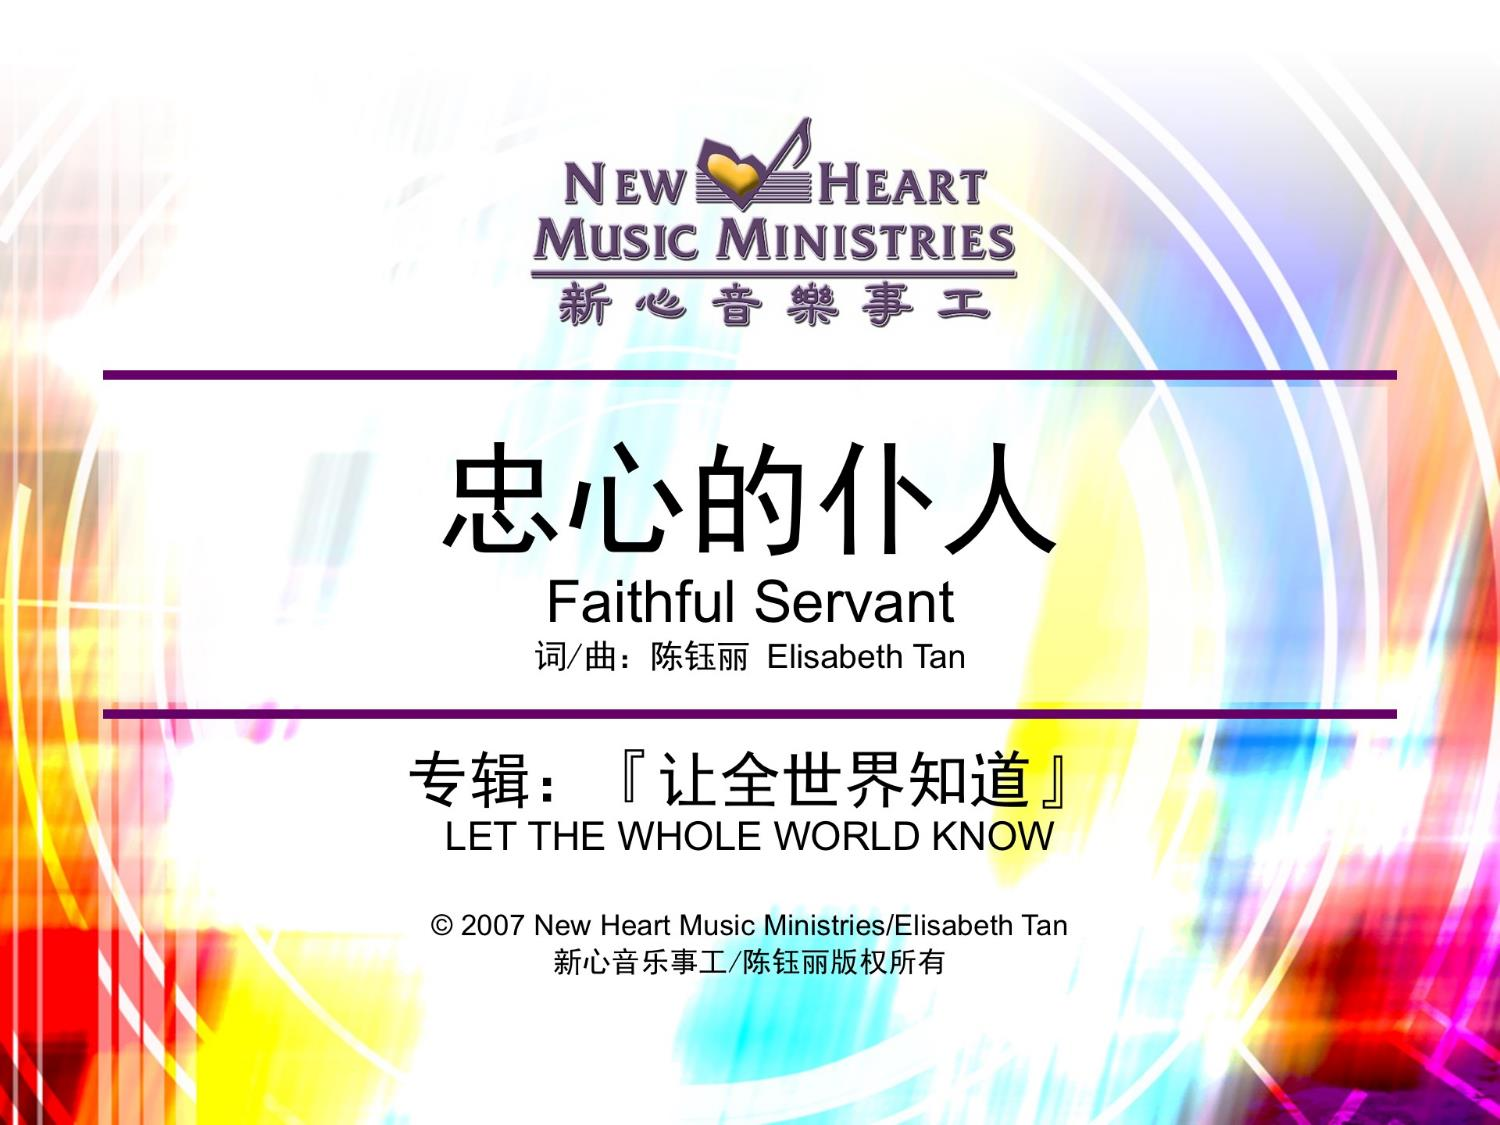 NEW HEART
MUSIC MINISTRIES
新心音樂事工
忠心的仆人
Faithful Servant
词/曲：陈钰丽 Elisabeth Tan
专辑：『让全世界知道』
LET THE WHOLE WORLD KNOW
© 2007 New Heart Music Ministries/Elisabeth Tan
新心音乐事工/陈钰丽版权所有